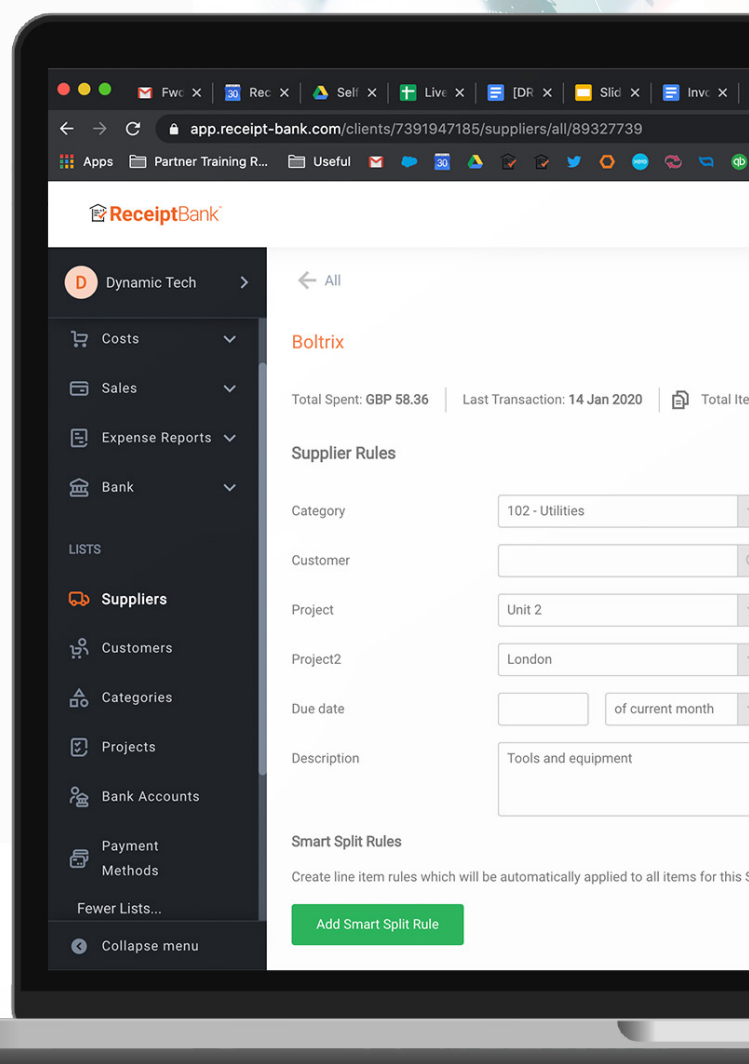 Fwd
Rec
Self
Live
[DR
Slid
Invo
app.receipt-bank.com/clients/7391947185/suppliers/all/89327739
Apps
Partner Training R...
Useful
30
qb
ReceiptBank
D
Dynamic Tech
All
Costs
Boltrix
Sales
Total Spent: GBP 58.36
Last Transaction: 14 Jan 2020
Total Ite
Expense Reports
Supplier Rules
Bank
Category
102 - Utilities
LISTS
Customer
Suppliers
Project
Unit 2
Customers
Project2
London
Categories
Due date
of current month
Projects
Description
Tools and equipment
Bank Accounts
Payment
Methods
Smart Split Rules
Create line item rules which will be automatically applied to all items for this S
Fewer Lists...
Add Smart Split Rule
Collapse menu